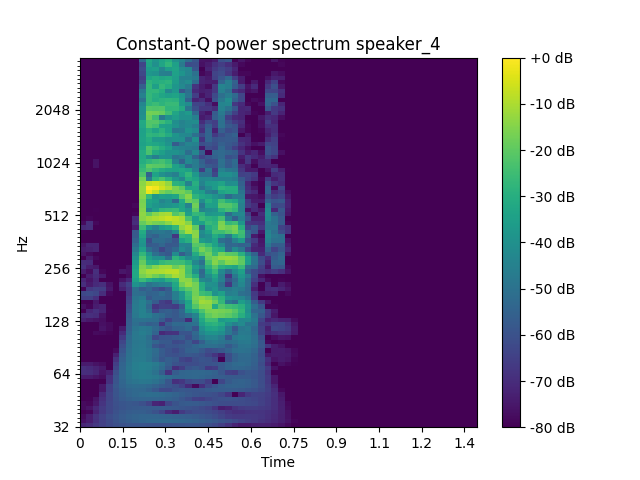 Constant-Q power spectrum speaker_4
Hz
2048
1024
512
256
128
64
32
0 0.15 0.3 0.45 0.6 0.75 0.9 1.1 1.2 1.4
Time
+0 dB
-10 dB
-20 dB
-30 dB
-40 dB
-50 dB
-60 dB
-70 dB
-80 dB